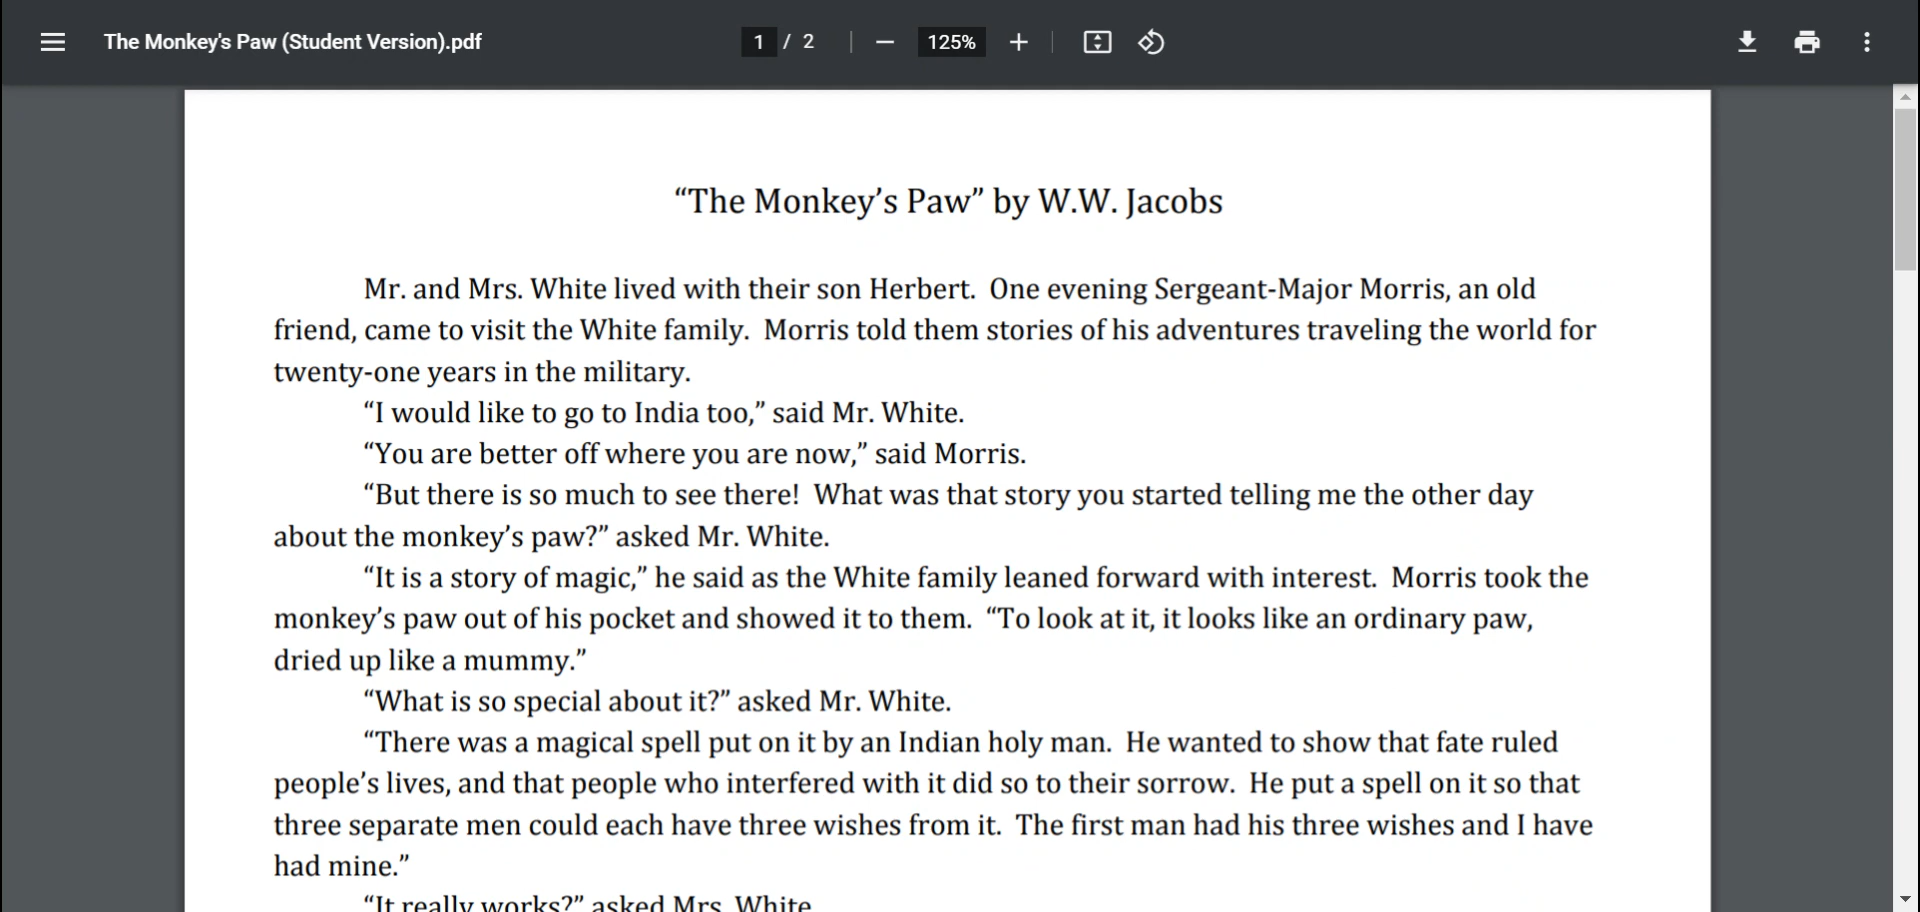 The Monkey's Paw (Student Version).pdf
1 / 2
125%
“The Monkey’s Paw” by W.W. Jacobs
Mr. and Mrs. White lived with their son Herbert.  One evening Sergeant-Major Morris, an old
friend, came to visit the White family.  Morris told them stories of his adventures traveling the world for
twenty-one years in the military.
“I would like to go to India too,” said Mr. White.
“You are better off where you are now,” said Morris.
“But there is so much to see there!  What was that story you started telling me the other day
about the monkey’s paw?” asked Mr. White.
“It is a story of magic,” he said as the White family leaned forward with interest.  Morris took the
monkey’s paw out of his pocket and showed it to them.  “To look at it, it looks like an ordinary paw,
dried up like a mummy.”
“What is so special about it?” asked Mr. White.
“There was a magical spell put on it by an Indian holy man.  He wanted to show that fate ruled
people’s lives, and that people who interfered with it did so to their sorrow.  He put a spell on it so that
three separate men could each have three wishes from it.  The first man had his three wishes and I have
had mine.”
“It really works?” asked Mrs. White